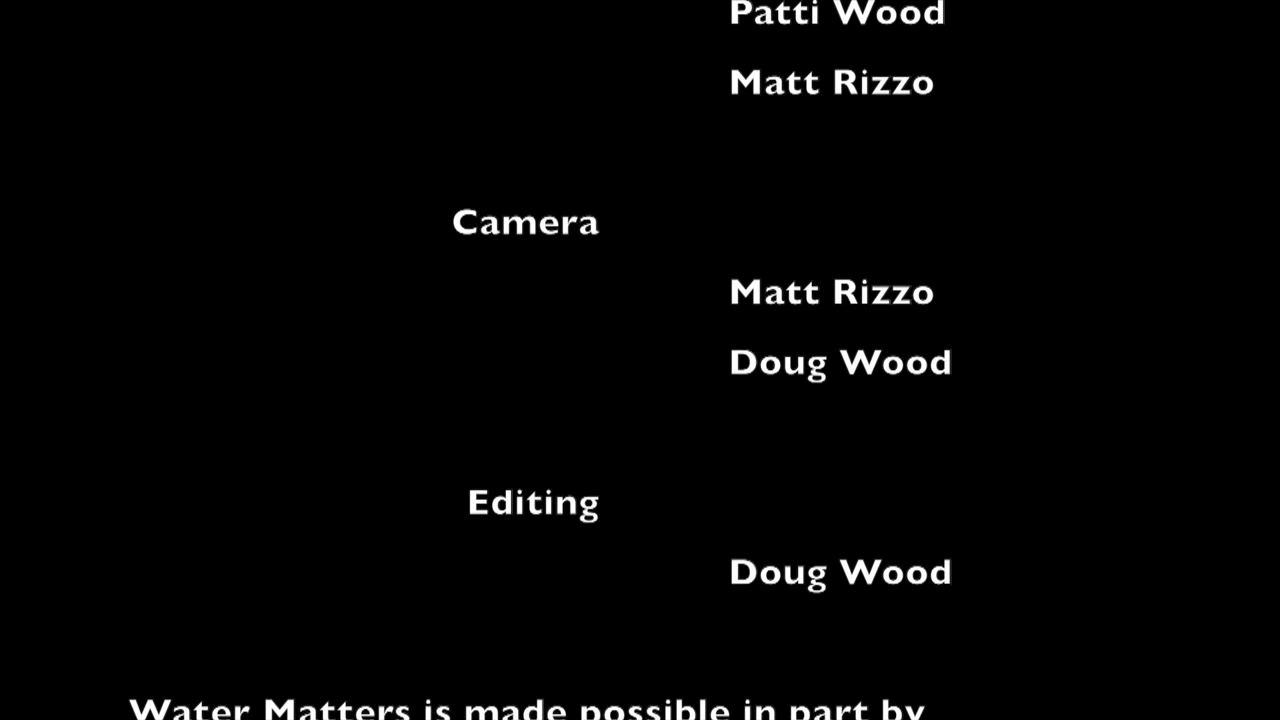 Patti Wood
Matt Rizzo
Camera
Matt Rizzo
Doug Wood
Editing
Doug Wood
Water Matters is made possible in part by